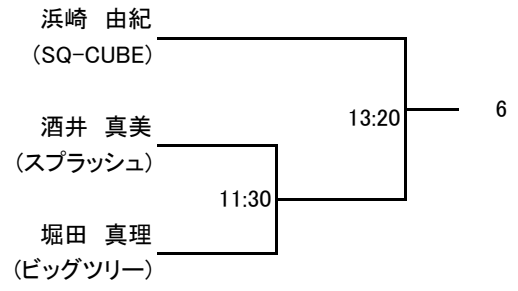 浜崎　由紀
(SQ-CUBE)
13:20
6
酒井　真美
(スプラッシュ)
11:30
堀田　真理
(ビッグツリー)